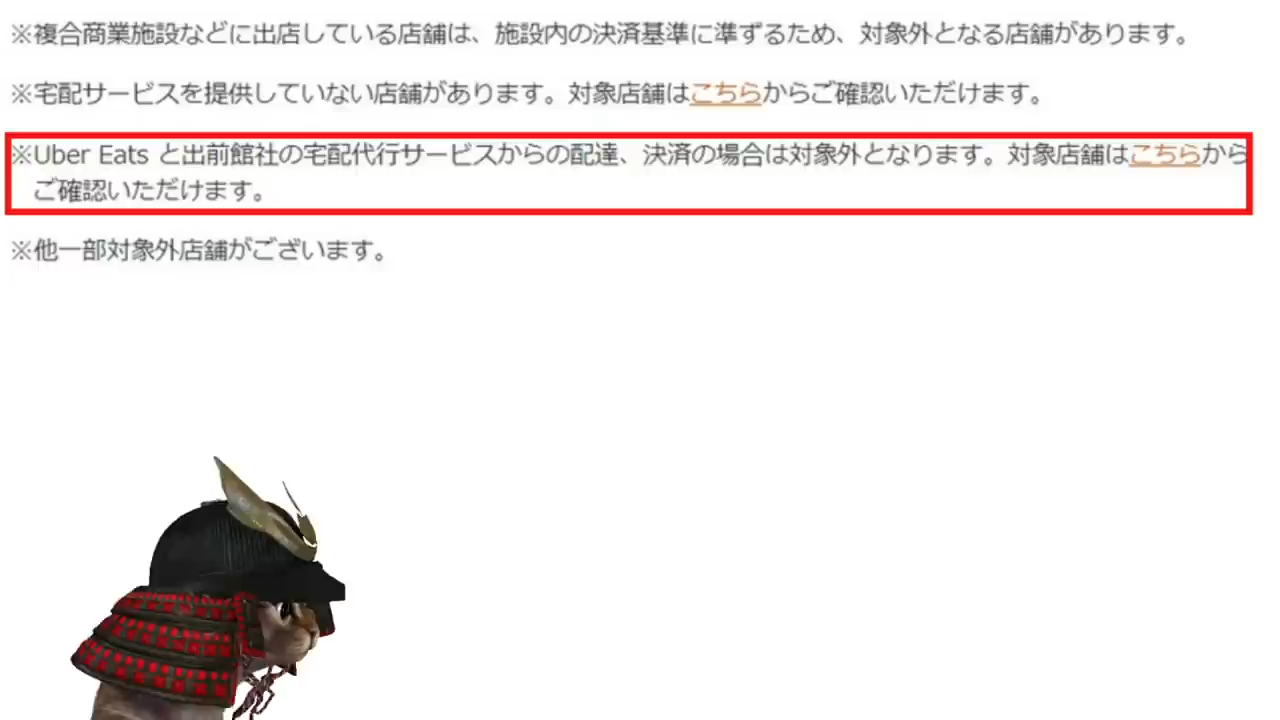 ※複合商業施設などに出店している店舗は、施設内の決済基準に準ずるため、対象外となる店舗があります。
※宅配サービスを提供していない店舗があります。対象店舗はこちらからご確認いただけます。
※Uber Eats と出前館社の宅配代行サービスからの配達、決済の場合は対象外となります。対象店舗はこちらから
ご確認いただけます。
※他一部対象外店舗がございます。